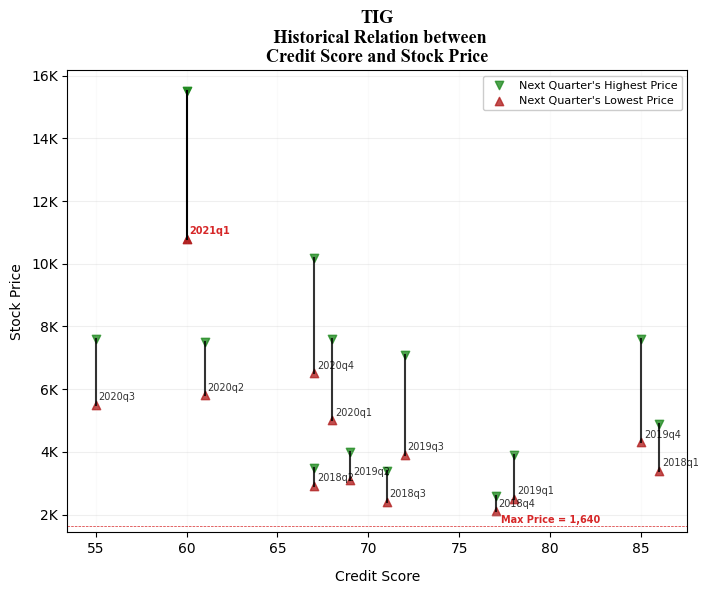 TIG
Historical Relation between
Credit Score and Stock Price
16K
14K
12K
10K
8K
6K
4K
2K
Stock Price
Next Quarter's Highest Price
Next Quarter's Lowest Price
2021q1
2020q4
2020q3
2020q2
2020q1
2019q3
2019q4
2018q2
2019q2
2018q3
2018q1
2019q1
2018q4
Max Price = 1,640
55
60
65
70
75
80
85
Credit Score